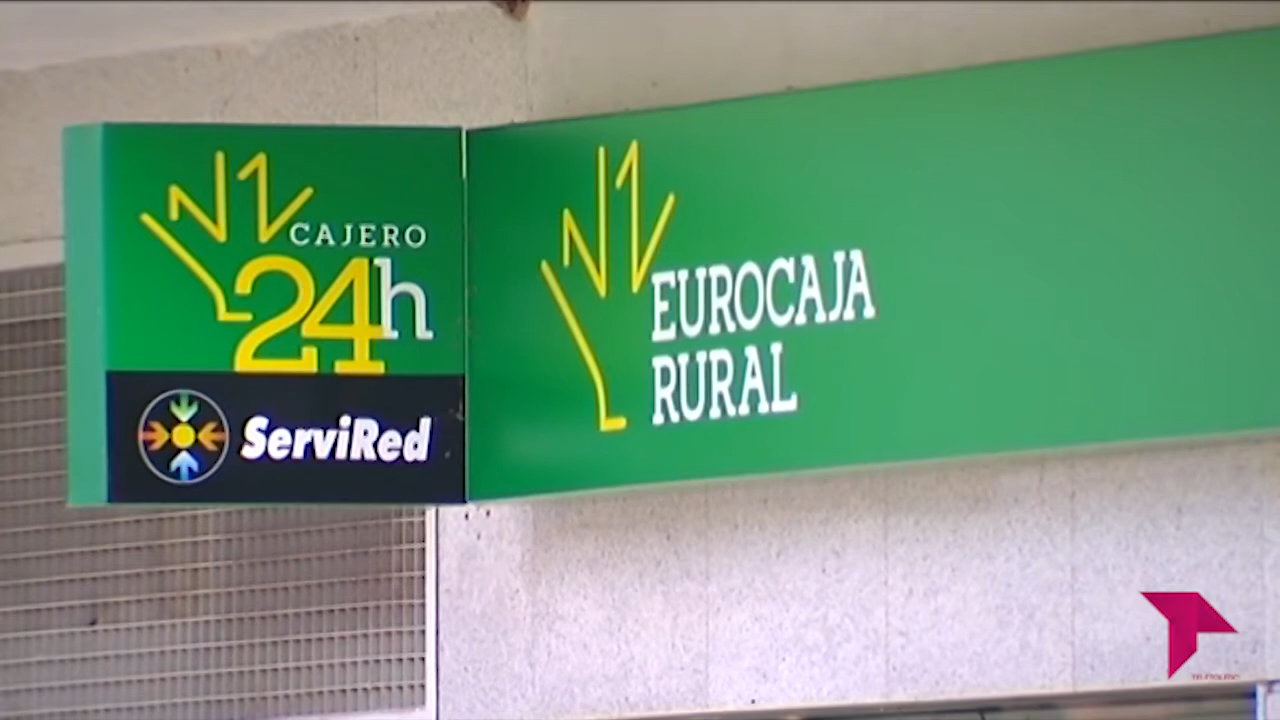 CAJERO
24h
ServiRed
EUROCAJA
RURAL